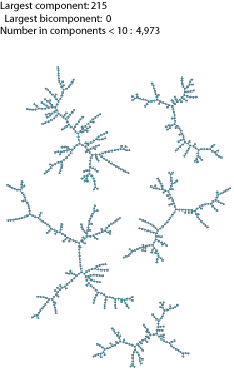 Largest component:215
Largest bicomponent: 0
Number in components < 10 : 4,973